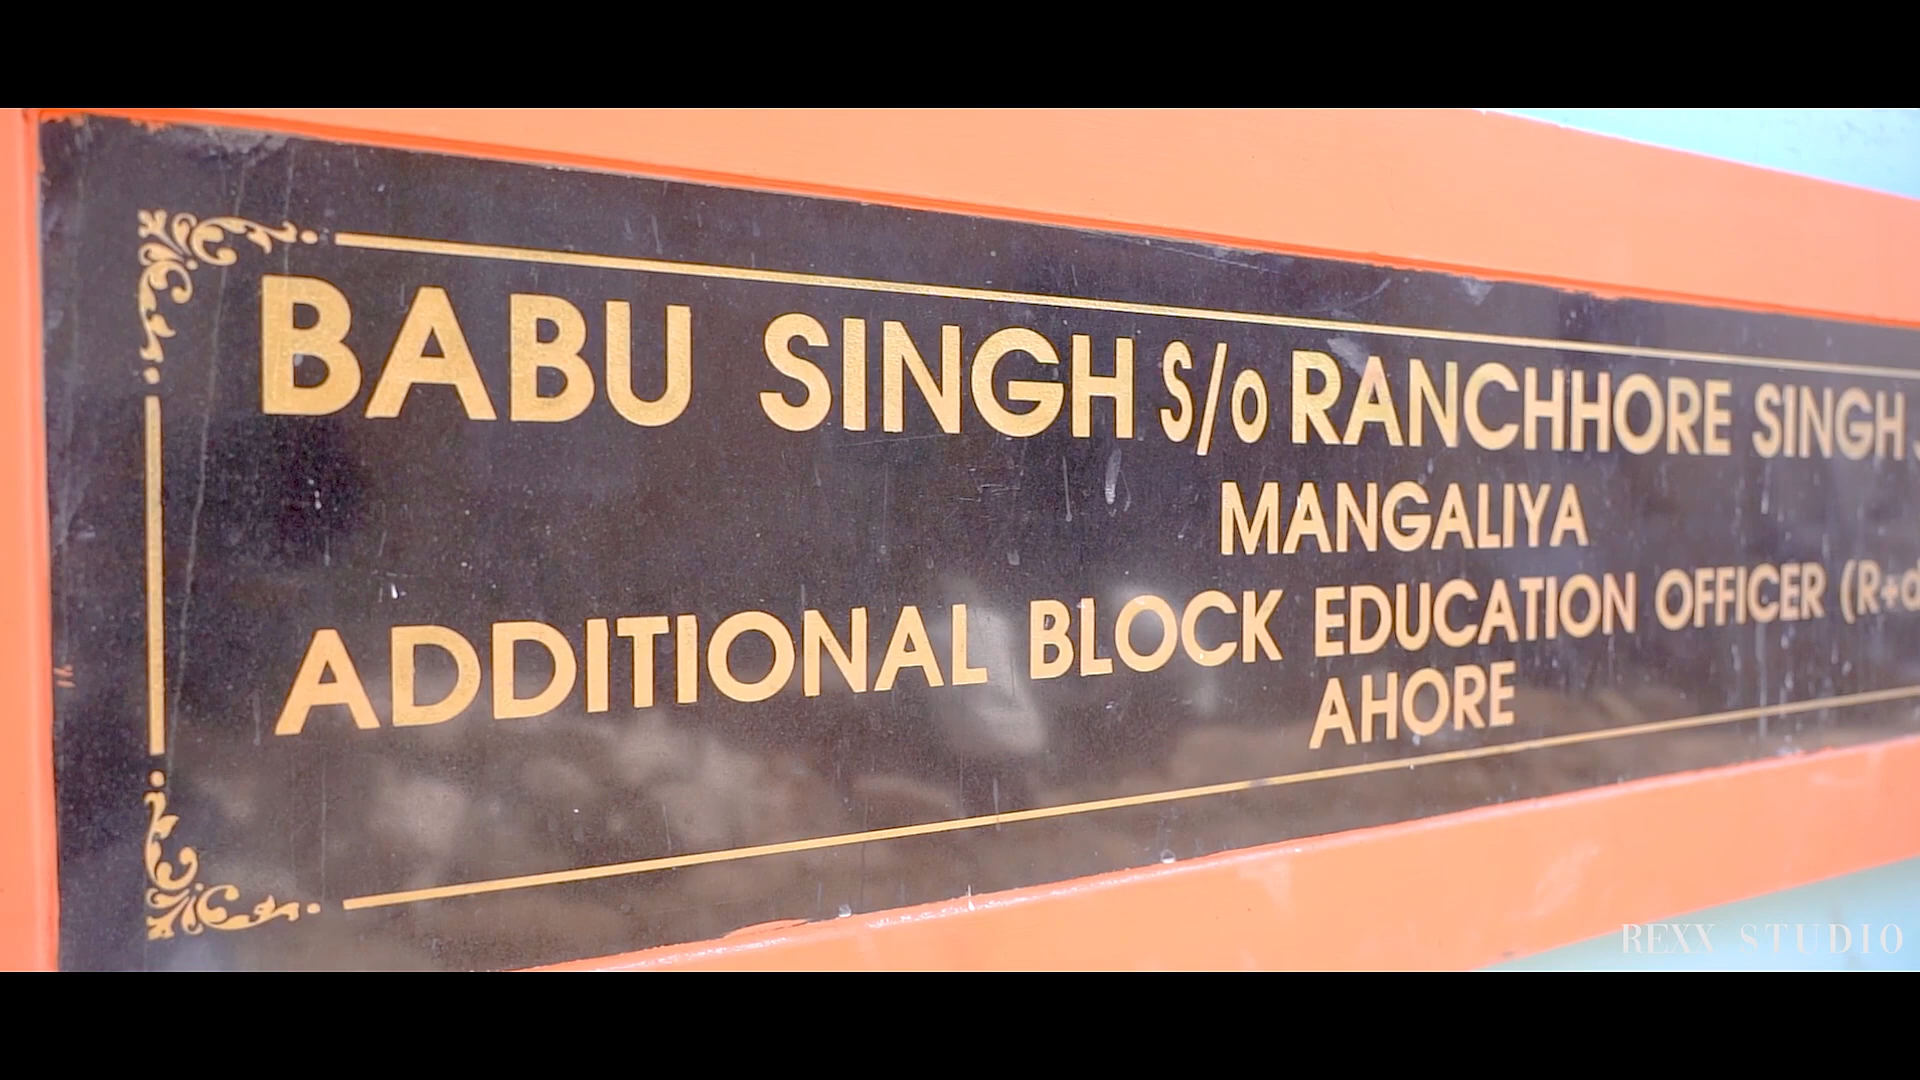 BABU SINGH S/o RANCHHORE SINGH
MANGALIYA
ADDITIONAL BLOCK EDUCATION OFFICER (R+d
AHORE
REXX STUDIO